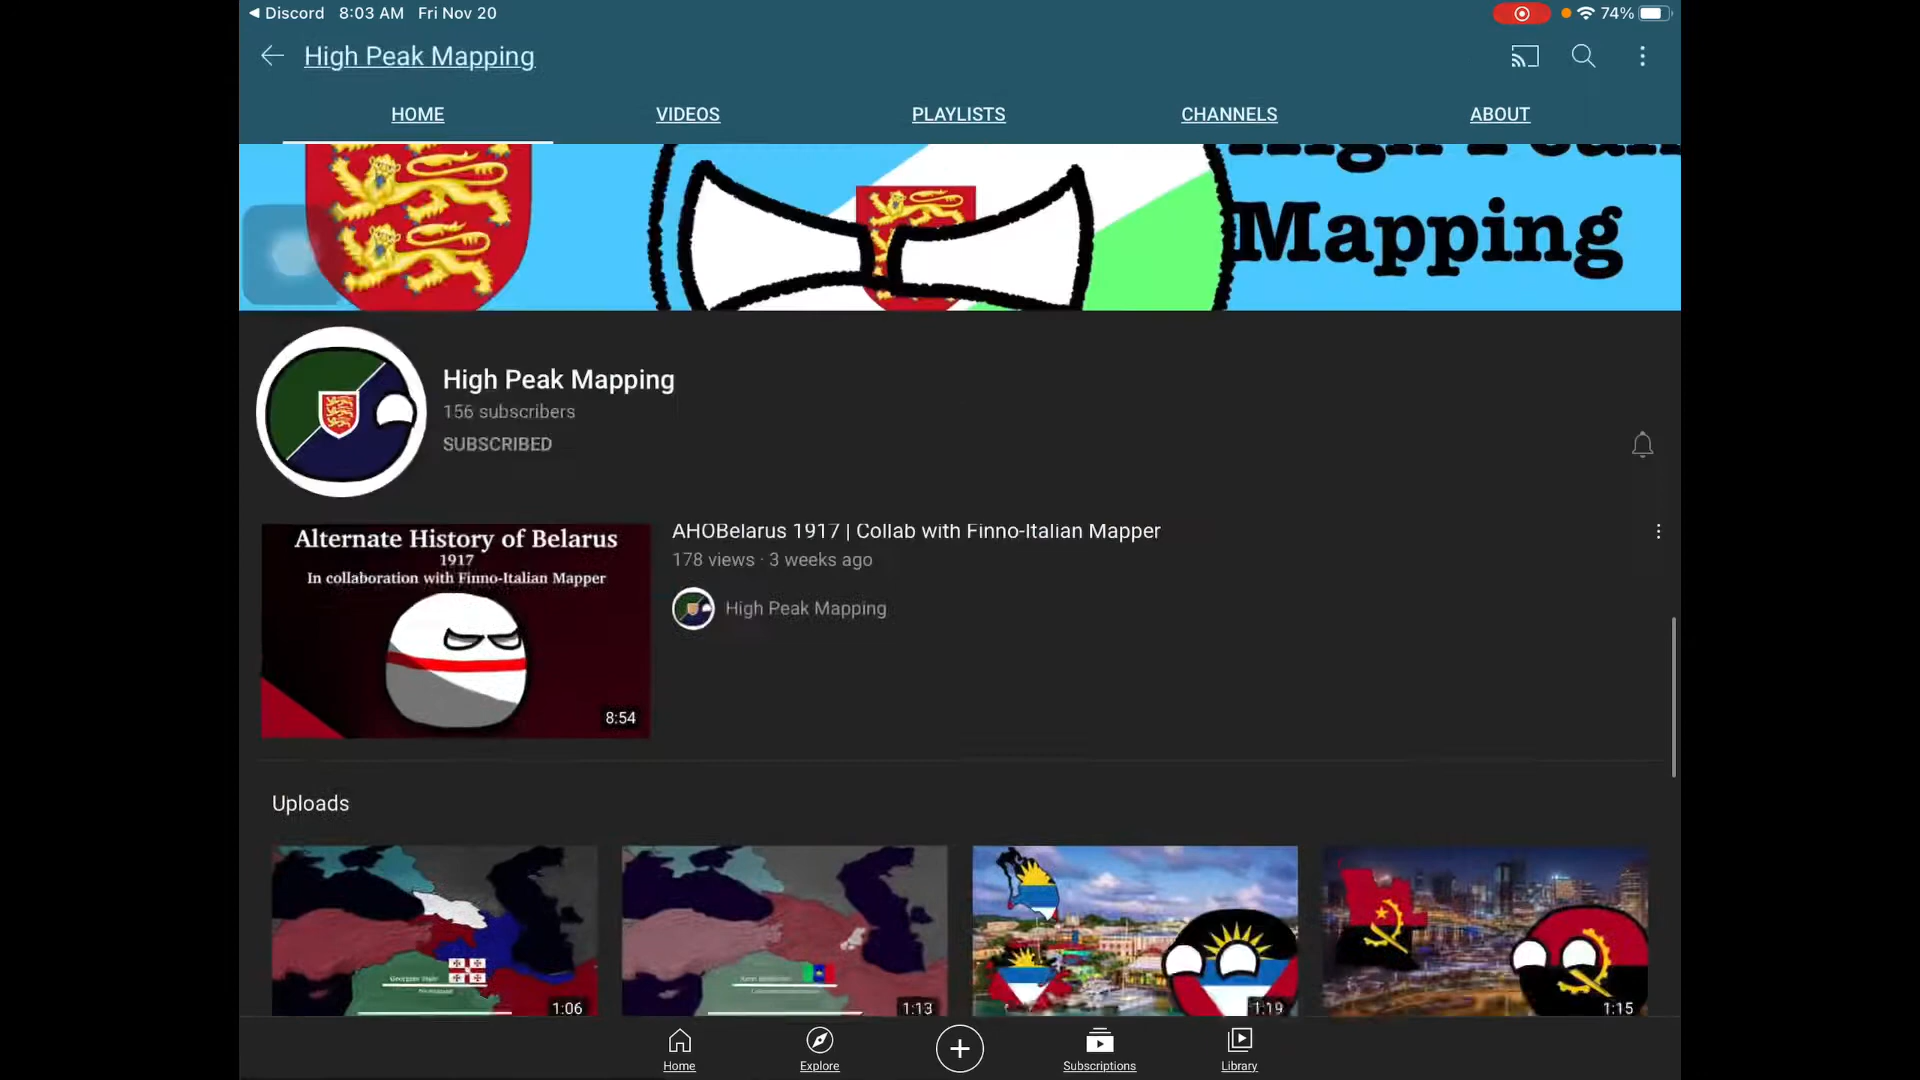 Discord 8:03 AM Fri Nov 20
74%
High Peak Mapping
HOME
VIDEOS
PLAYLISTS
CHANNELS
ABOUT
High Peak
Mapping
High Peak Mapping
156 subscribers
SUBSCRIBED
Alternate History of Belarus
1917
In collaboration with Finno-Italian Mapper
8:54
AHOBelarus 1917 | Collab with Finno-Italian Mapper
178 views · 3 weeks ago
High Peak Mapping
Uploads
1:06
1:13
1:19
1:15
Home
Explore
Subscriptions
Library